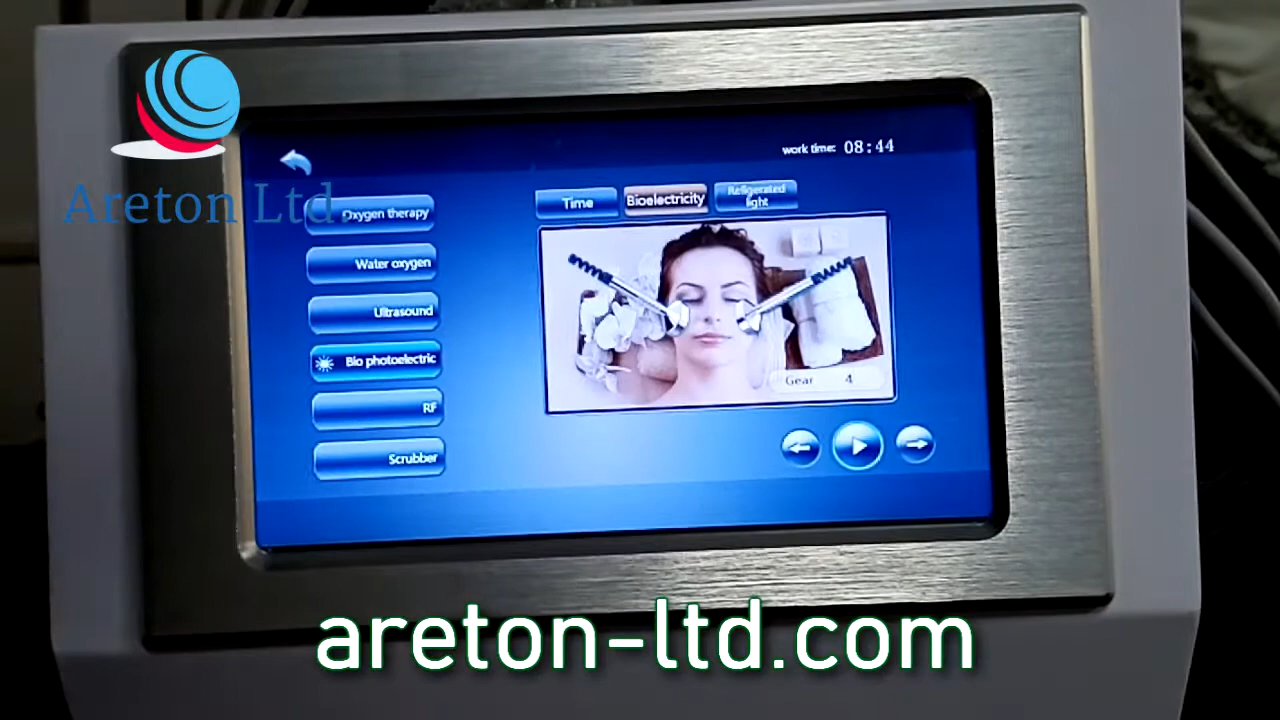 Areton Ltd.
work time: 08:44
Oxygen therapy
Water oxygen
Ultrasound
Bio photoelectric
RF
Scrubber
Time
Bioelectricity
Refigerated
light
Gear 4
areton-ltd.com